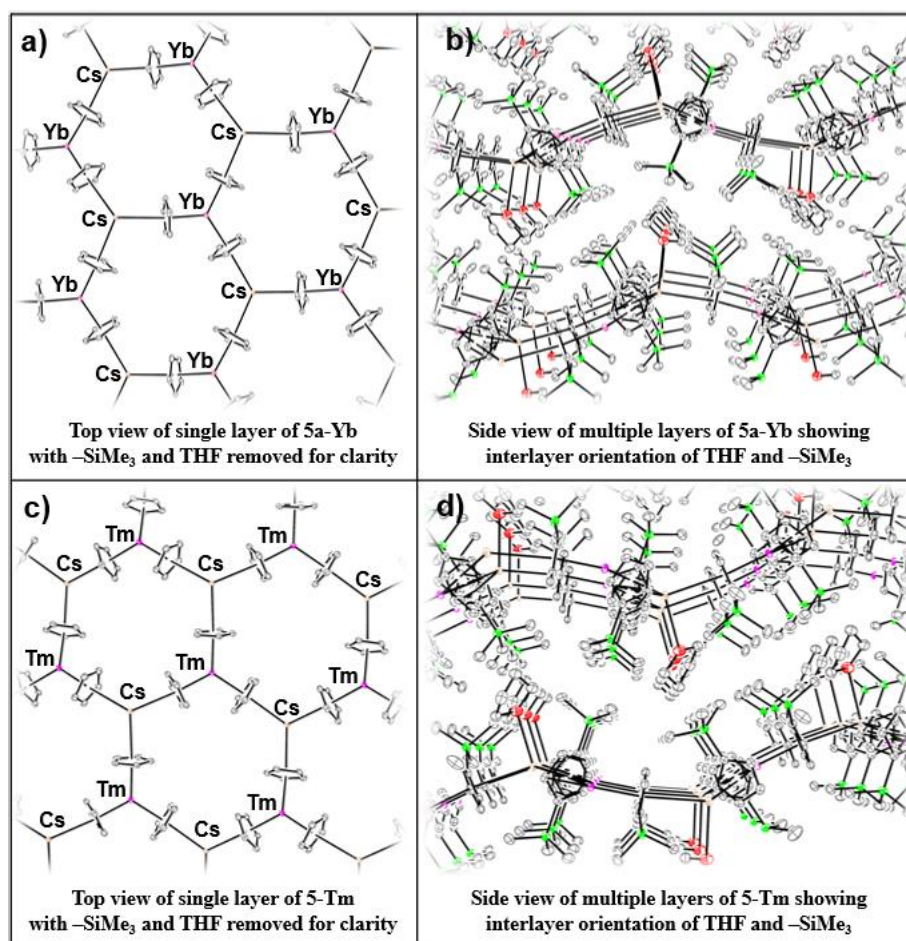 a)
Yb
Cs
Yb
Cs
Yb
Cs
Yb
Cs
Yb
Cs
Yb
Cs
Yb
Top view of single layer of 5a-Yb
with –SiMe₃ and THF removed for clarity
b)
Side view of multiple layers of 5a-Yb showing
interlayer orientation of THF and –SiMe₃
c)
Tm
Tm
Cs
Cs
Cs
Tm
Tm
Tm
Cs
Cs
Tm
Tm
Cs
Cs
Top view of single layer of 5-Tm
with –SiMe₃ and THF removed for clarity
d)
Side view of multiple layers of 5-Tm showing
interlayer orientation of THF and –SiMe₃